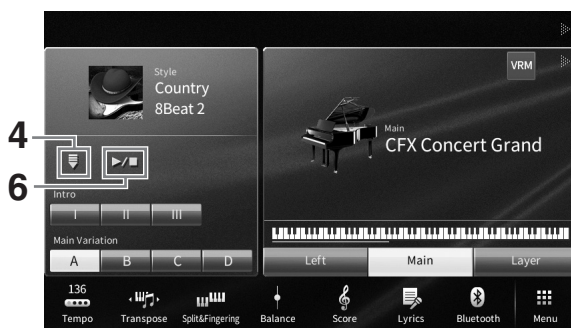 Style
Country
8Beat 2
4
6
Intro
I II III
Main Variation
A B C D
VRM
Main
CFX Concert Grand
Left Main Layer
136
Tempo Transpose Split&Fingering Balance Score Lyrics Bluetooth Menu